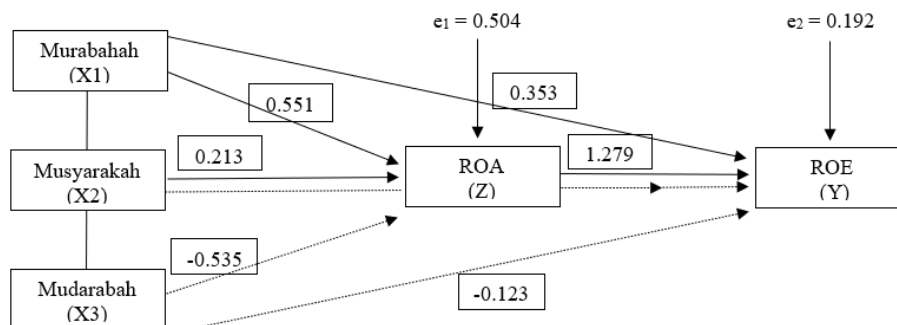 e₁ = 0.504
e₂ = 0.192
Murabahah
(X1)
0.353
0.551
0.213
1.279
Musyarakah
(X2)
ROA
(Z)
ROE
(Y)
-0.535
-0.123
Mudarabah
(X3)